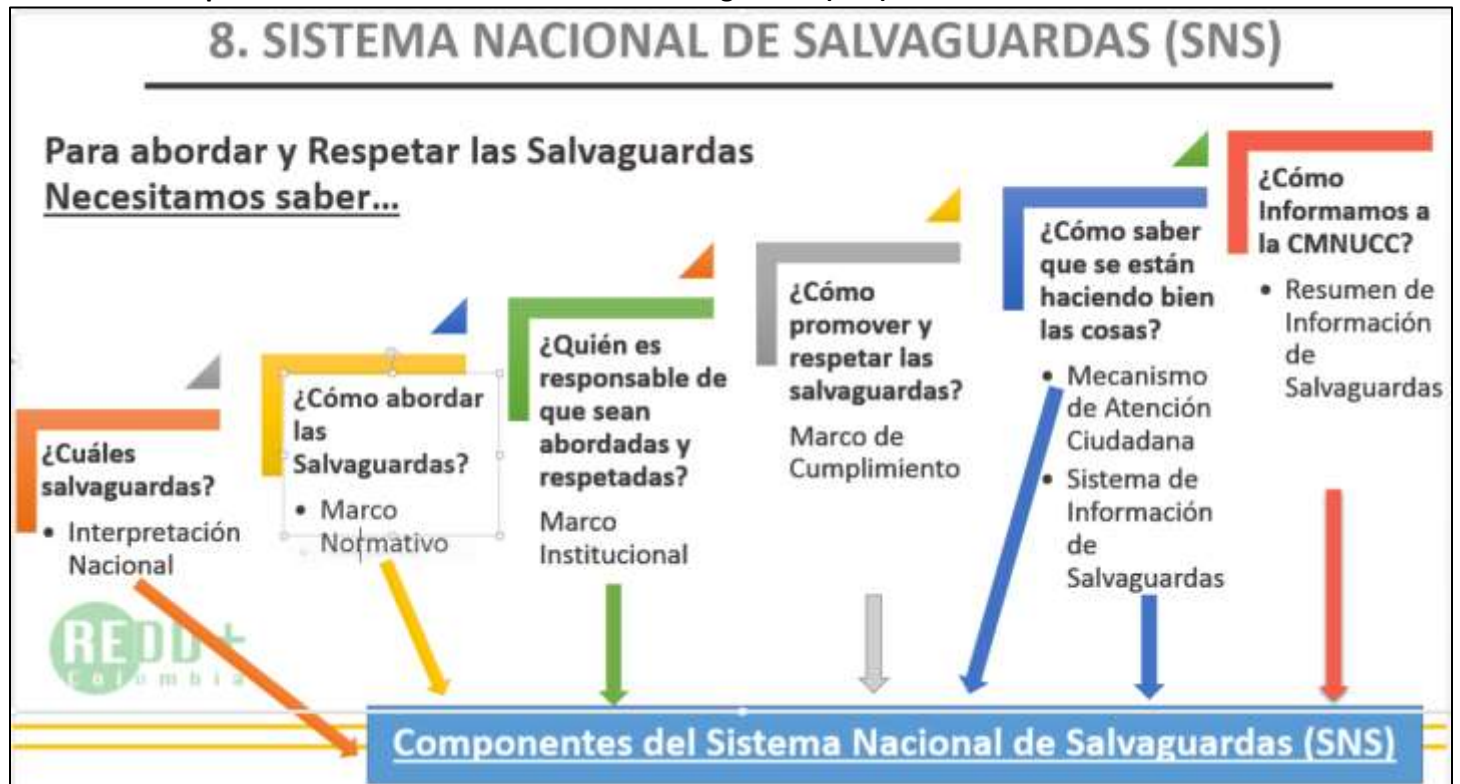 8. SISTEMA NACIONAL DE SALVAGUARDAS (SNS)
Para abordar y Respetar las Salvaguardas
Necesitamos saber...
¿Cuáles
salvaguardas?
• Interpretación
Nacional
¿Cómo abordar
las
Salvaguardas?
• Marco
Normativo
¿Quién es
responsable de
que sean
abordadas y
respetadas?
Marco
Institucional
¿Cómo
promover y
respetar las
salvaguardas?
Marco de
Cumplimiento
¿Cómo saber
que se están
haciendo bien
las cosas?
• Mecanismo
de Atención
Ciudadana
• Sistema de
Información
de
Salvaguardas
¿Cómo
Informamos a
la CMNUCC?
• Resumen de
Información
de
Salvaguardas
REDD+
Colombia
Componentes del Sistema Nacional de Salvaguardas (SNS)